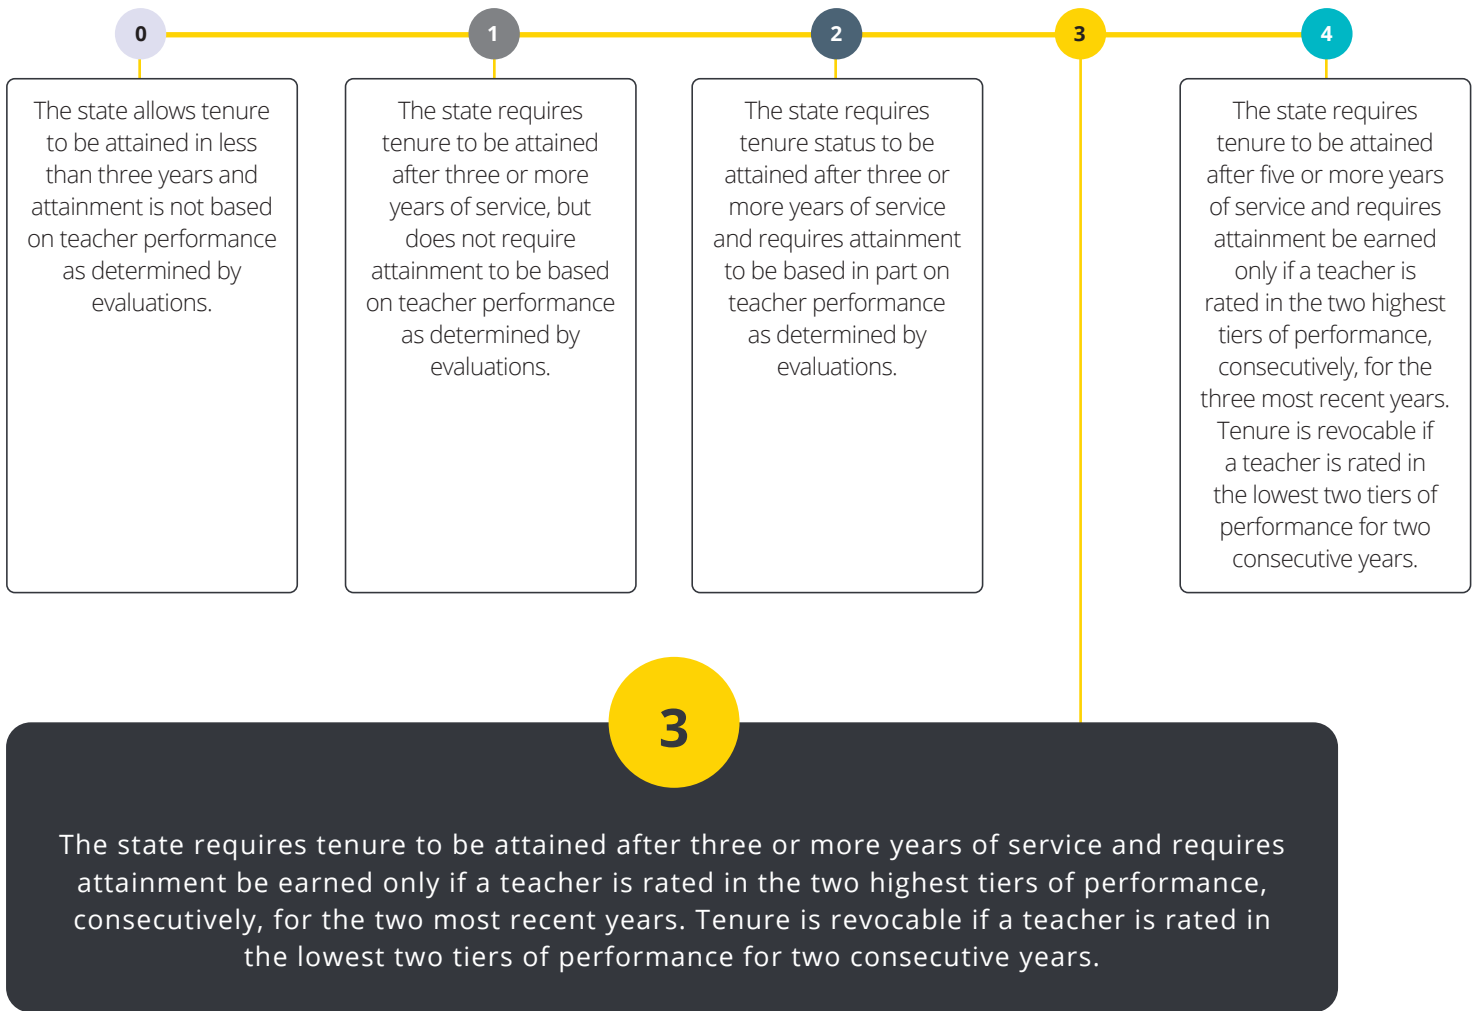 0
The state allows tenure
to be attained in less
than three years and
attainment is not based
on teacher performance
as determined by
evaluations.
1
The state requires
tenure to be attained
after three or more
years of service, but
does not require
attainment to be based
on teacher performance
as determined by
evaluations.
2
The state requires
tenure status to be
attained after three or
more years of service
and requires attainment
to be based in part on
teacher performance
as determined by
evaluations.
3
4
The state requires
tenure to be attained
after five or more years
of service and requires
attainment be earned
only if a teacher is
rated in the two highest
tiers of performance,
consecutively, for the
three most recent years.
Tenure is revocable if
a teacher is rated in
the lowest two tiers of
performance for two
consecutive years.
3
The state requires tenure to be attained after three or more years of service and requires
attainment be earned only if a teacher is rated in the two highest tiers of performance,
consecutively, for the two most recent years. Tenure is revocable if a teacher is rated in
the lowest two tiers of performance for two consecutive years.